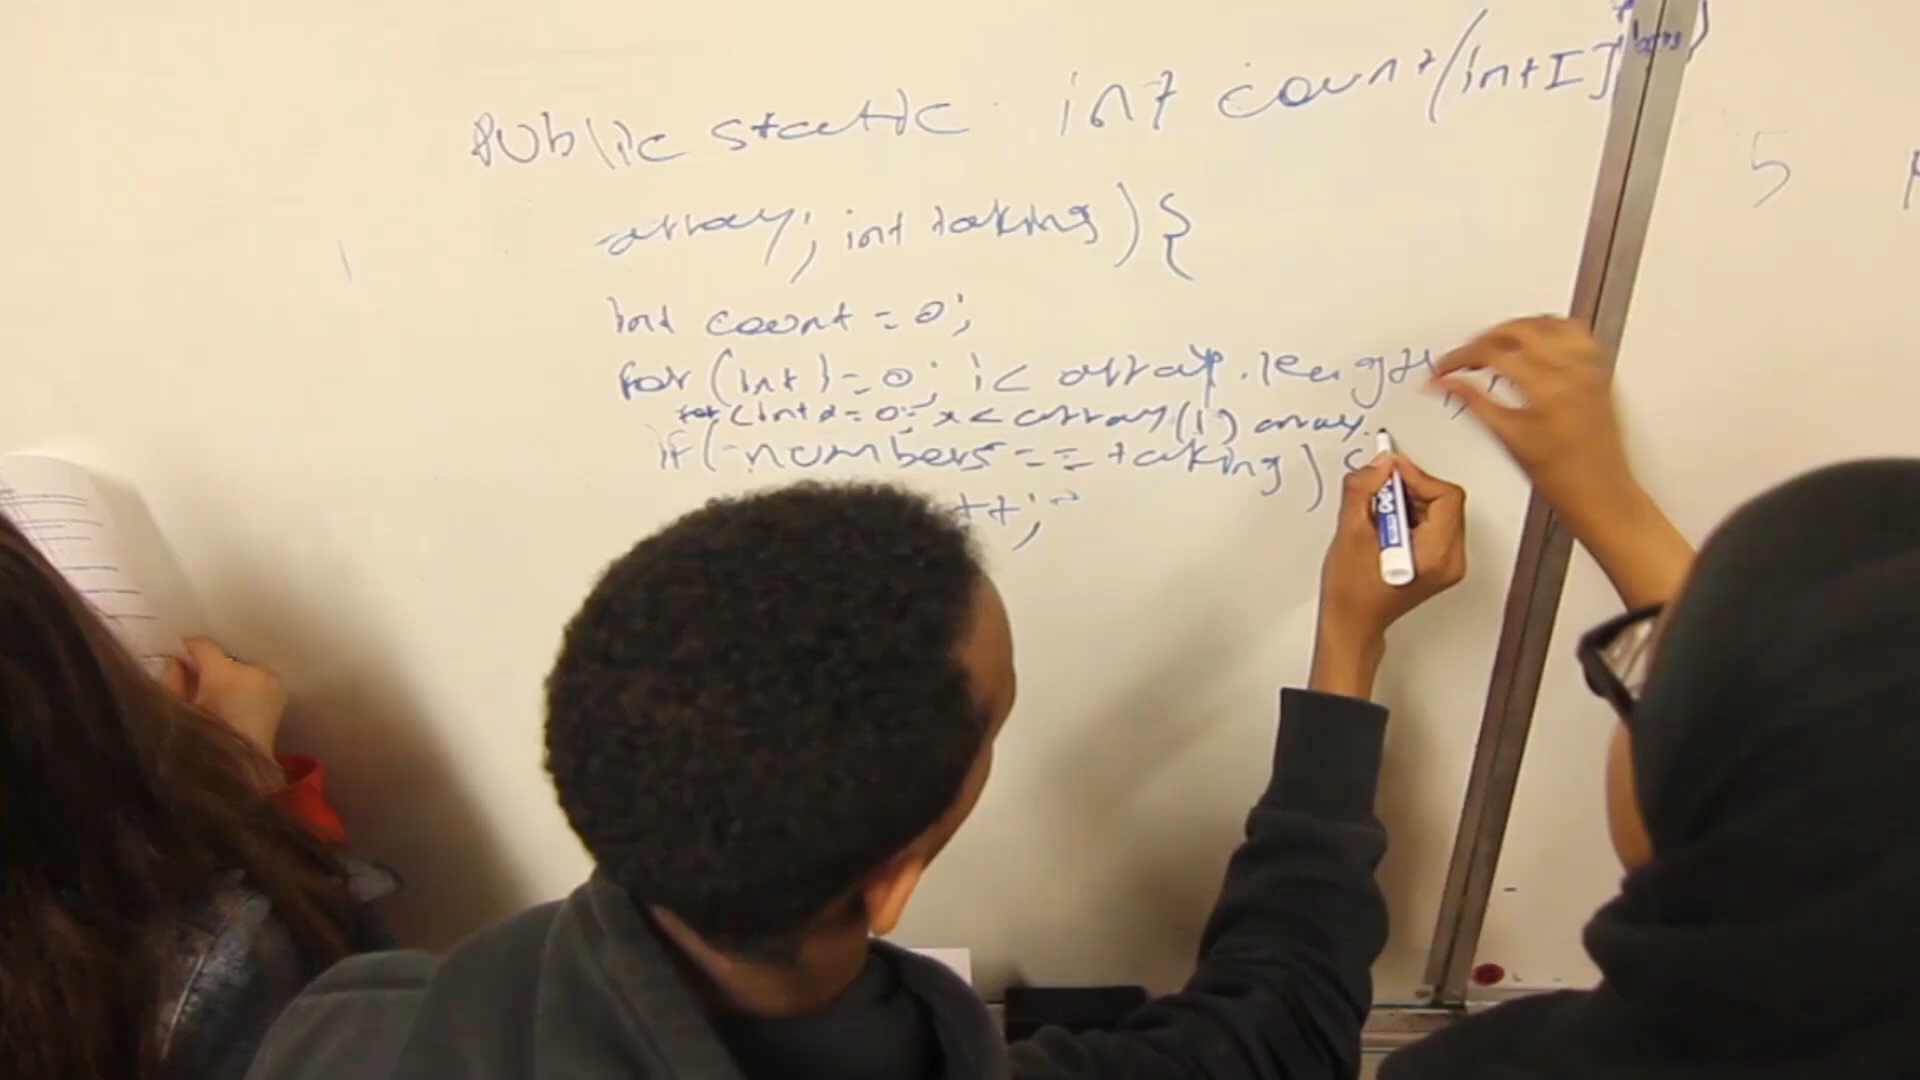 public static int count(int[]
array, int taking) {
int count = 0;
for (int i = 0; i < array.length;
for (int x = 0; x < array(i) array.
if (numbers == taking) {
++;
5